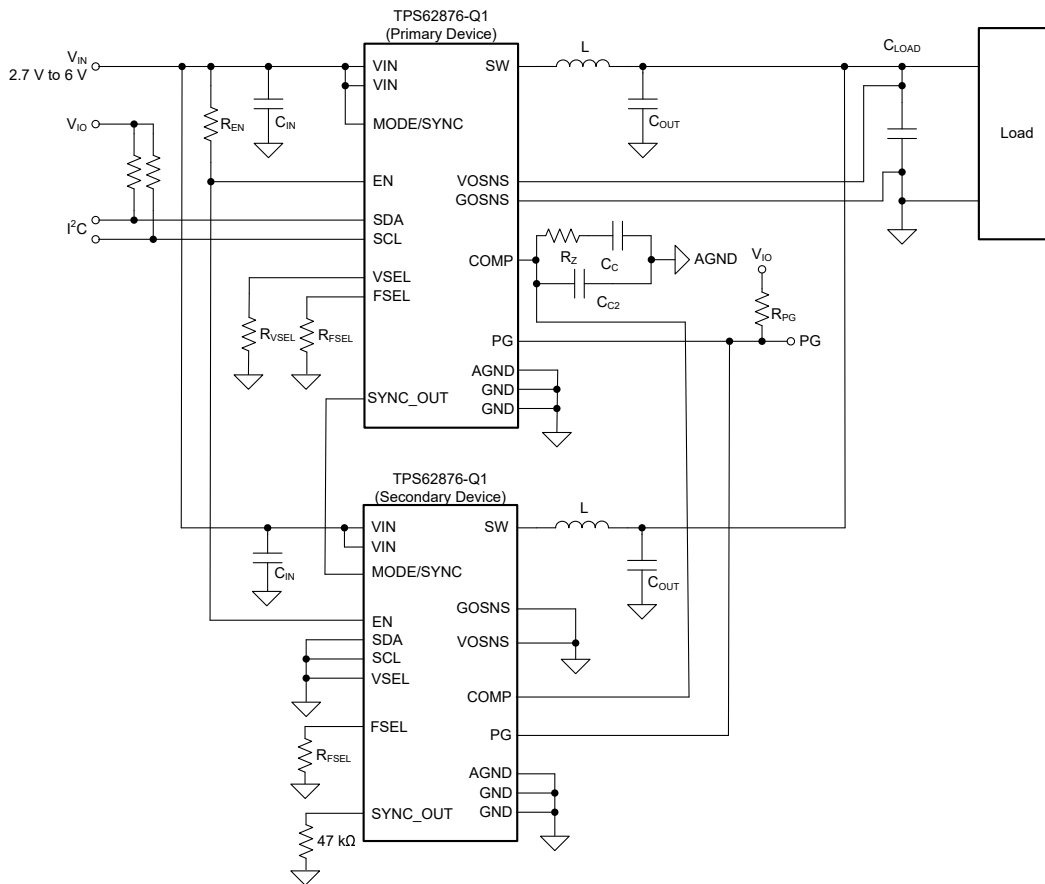 TPS62876-Q1
(Primary Device)
V_IN
2.7 V to 6 V
V_IO
R_EN
C_IN
I²C
VIN
VIN
MODE/SYNC
EN
SDA
SCL
VSEL
FSEL
R_VSEL
R_FSEL
SYNC_OUT
SW
VOSNS
GOSNS
COMP
PG
AGND
GND
GND
L
C_OUT
C_LOAD
Load
R_Z
C_C
C_C2
AGND
V_IO
R_PG
PG
TPS62876-Q1
(Secondary Device)
C_IN
VIN
VIN
MODE/SYNC
EN
SDA
SCL
VSEL
FSEL
R_FSEL
SYNC_OUT
47 kΩ
SW
GOSNS
VOSNS
COMP
PG
AGND
GND
GND
L
C_OUT